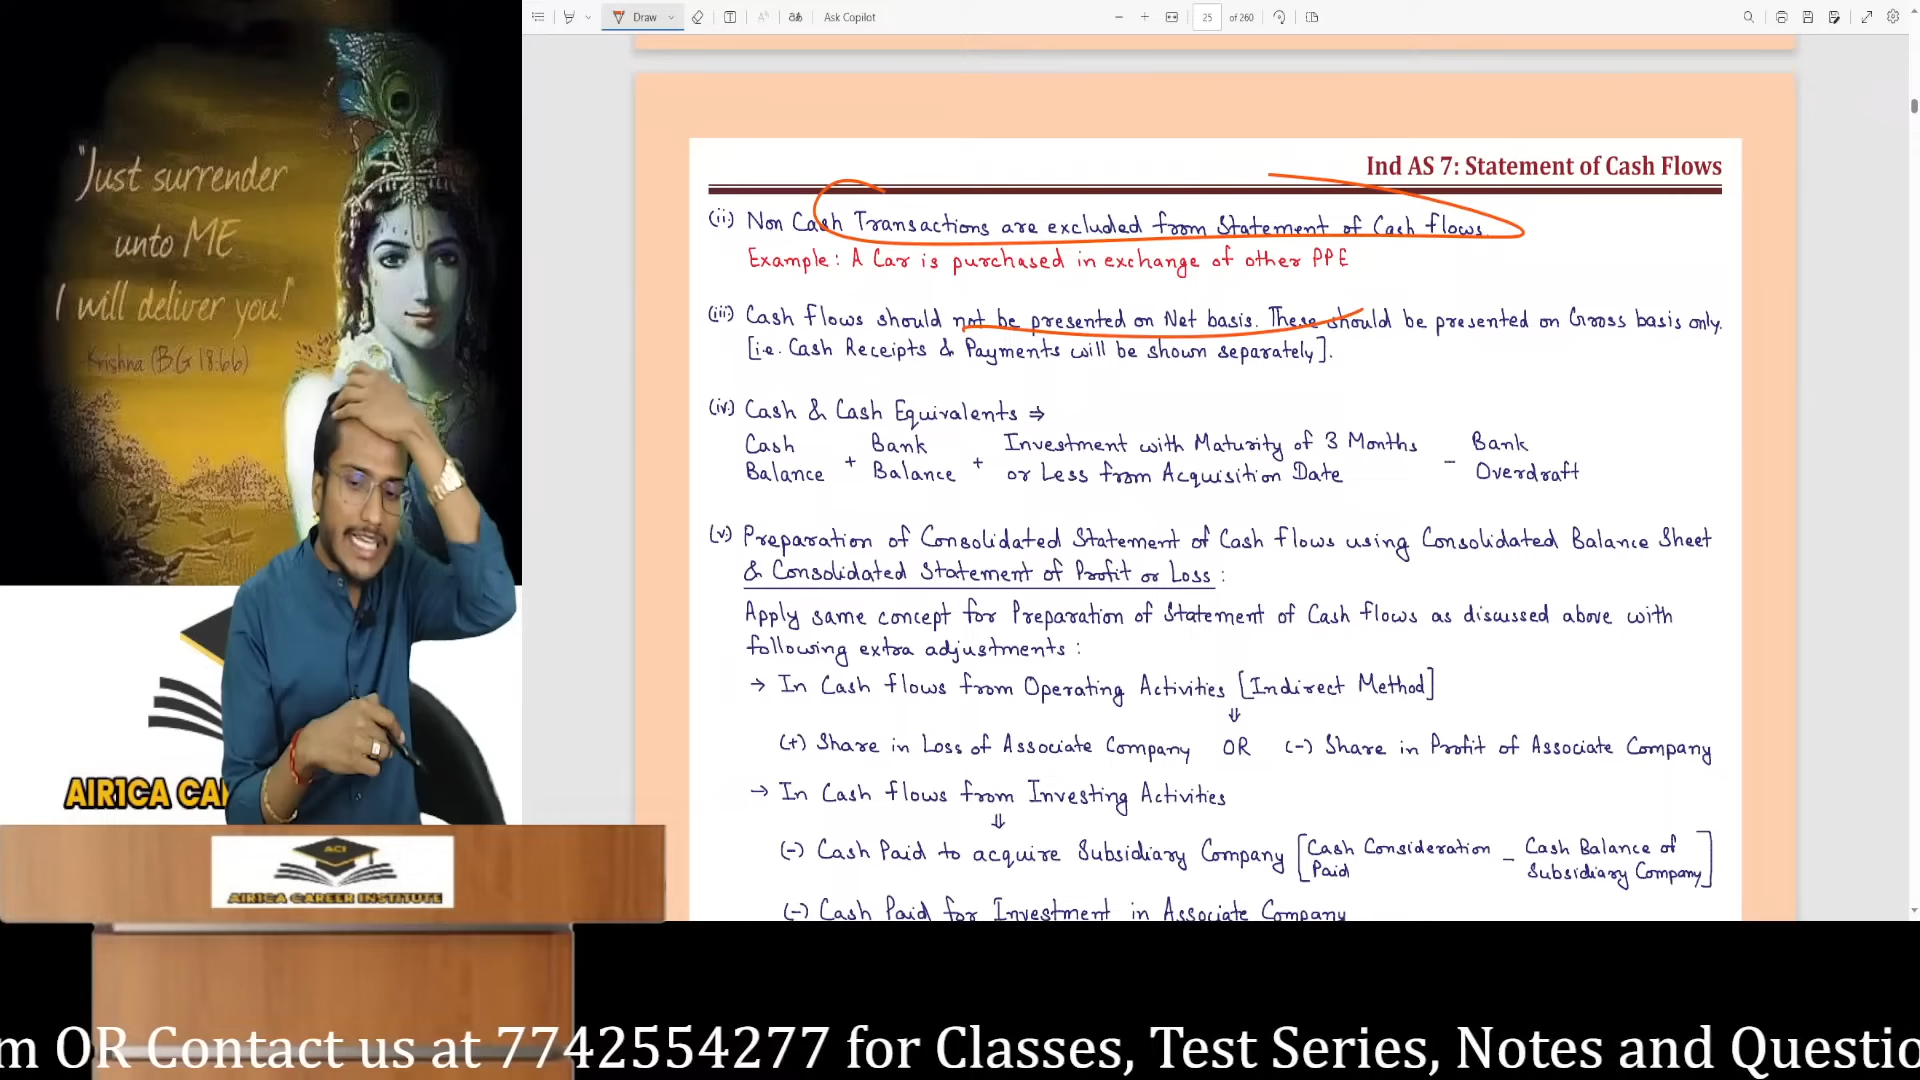 Draw
Ask Copilot
25
of 260
"Just surrender
unto ME
I will deliver you!"
Krishna (B.G 18:66)
Ind AS 7: Statement of Cash Flows
(ii) Non Cash Transactions are excluded from Statement of Cash flows.
Example: A Car is purchased in exchange of other PPE
(iii) Cash flows should not be presented on Net basis. These should be presented on Gross basis only.
[i.e. Cash Receipts & Payments will be shown separately].
(iv) Cash & Cash Equivalents ⇒
Cash Balance + Bank Balance + Investment with Maturity of 3 Months or Less from Acquisition Date - Bank Overdraft
(v) Preparation of Consolidated Statement of Cash flows using Consolidated Balance Sheet
& Consolidated Statement of Profit or Loss :
Apply same concept for Preparation of Statement of Cash flows as discussed above with
following extra adjustments :
→ In Cash flows from Operating Activities [Indirect Method]
⇓
(+) Share in Loss of Associate Company OR (-) Share in Profit of Associate Company
→ In Cash flows from Investing Activities
⇓
(-) Cash Paid to acquire Subsidiary Company [Cash Consideration Paid - Cash Balance of Subsidiary Company]
(-) Cash Paid for Investment in Associate Company
AIR1CA CA
ACI
AIR1CA CAREER INSTITUTE
m OR Contact us at 7742554277 for Classes, Test Series, Notes and Questio